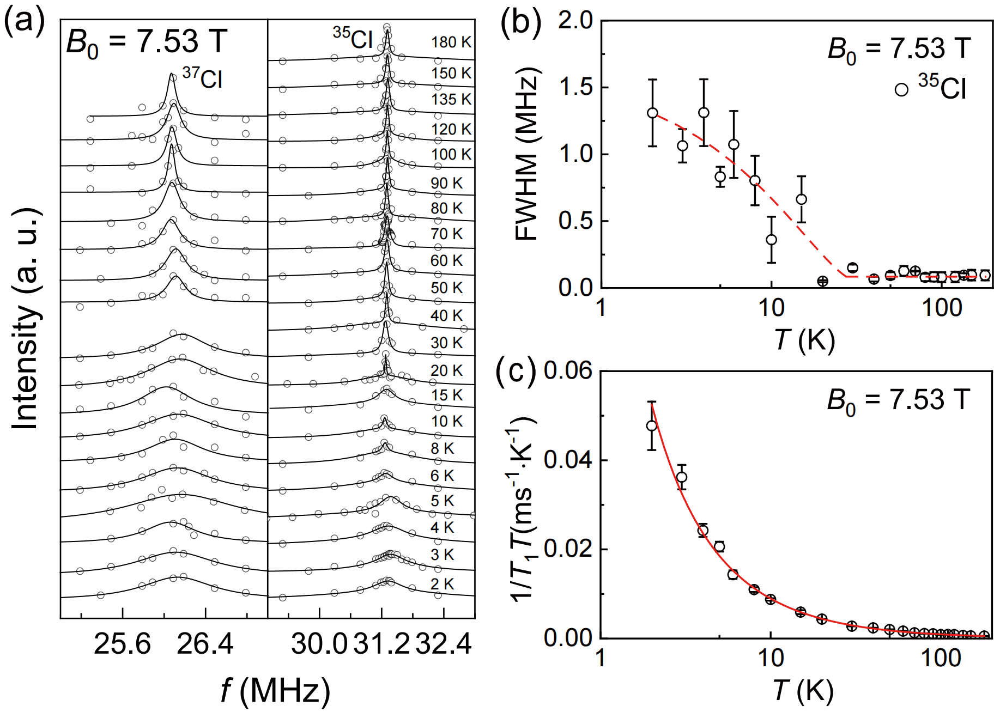 (a)
B0 = 7.53 T
37Cl
35Cl
180 K
150 K
135 K
120 K
100 K
90 K
80 K
70 K
60 K
50 K
40 K
30 K
20 K
15 K
10 K
8 K
6 K
5 K
4 K
3 K
2 K
Intensity (a. u.)
25.6 26.4 30.0 31.2 32.4
f (MHz)
(b)
2.0
1.5
1.0
0.5
0.0
FWHM (MHz)
B0 = 7.53 T
35Cl
1 10 100
T (K)
(c)
0.06
0.04
0.02
0.00
1/T1T(ms-1·K-1)
B0 = 7.53 T
1 10 100
T (K)